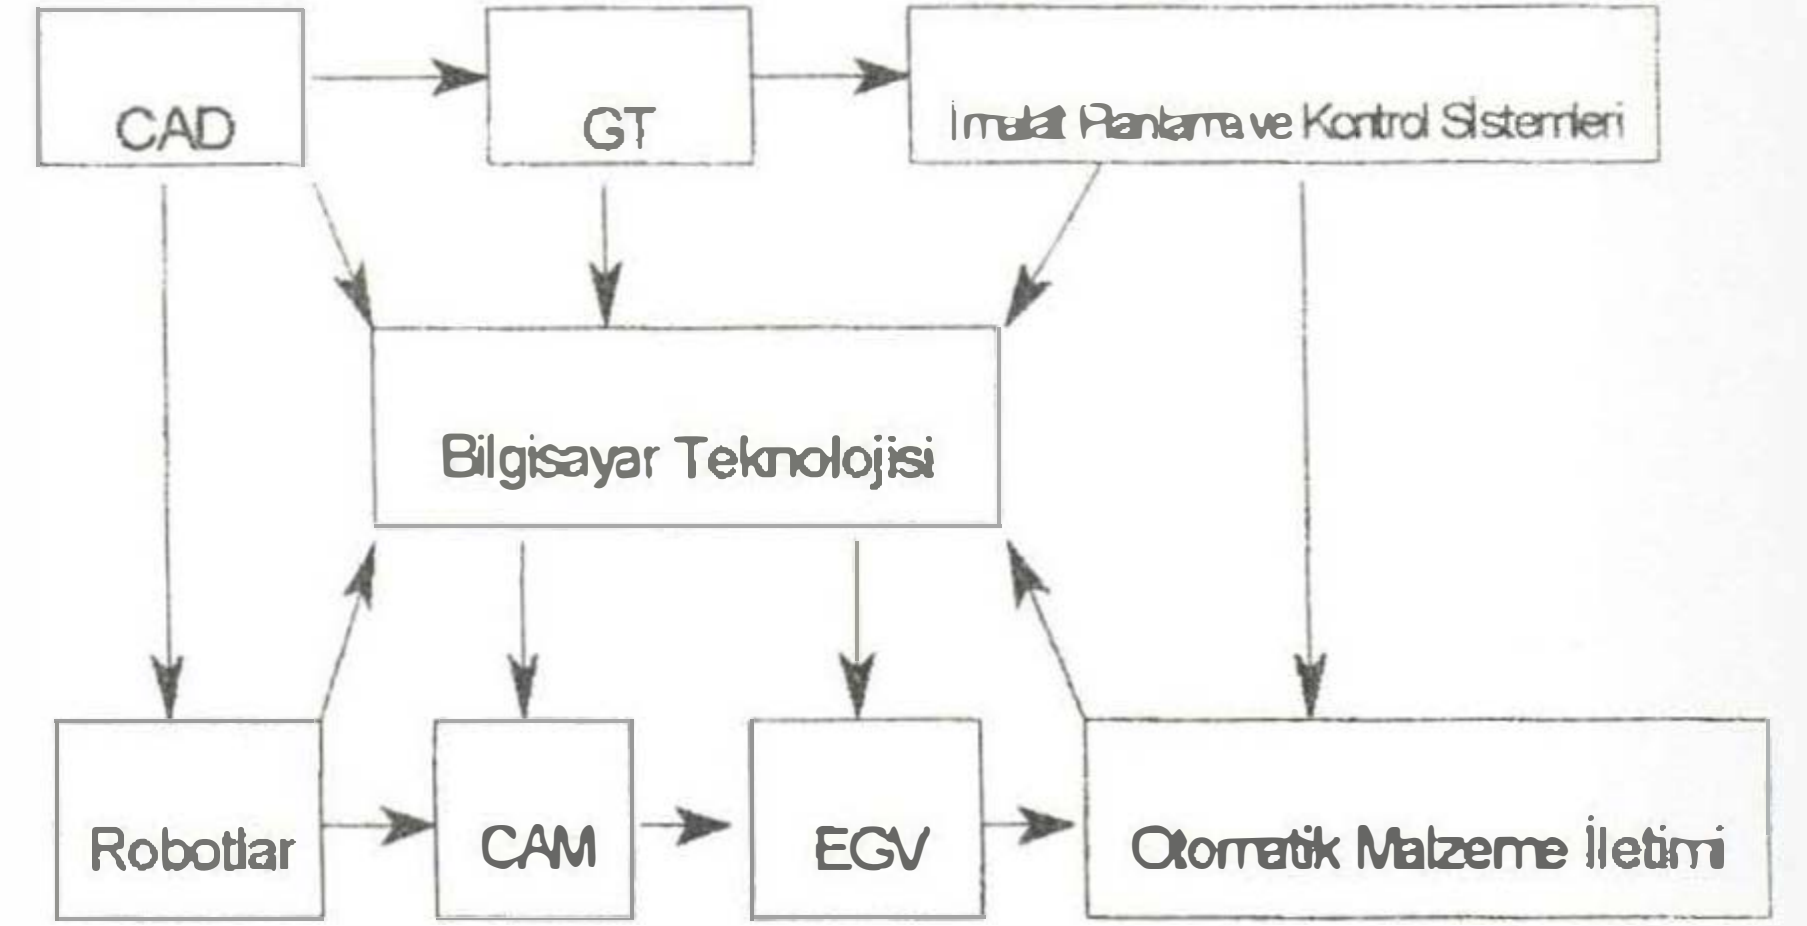 CAD
GT
İmalat Planlama ve Kontrol Sistemleri
Bilgisayar Teknolojisi
Robotlar
CAM
EGV
Otomatik Malzeme İletimi